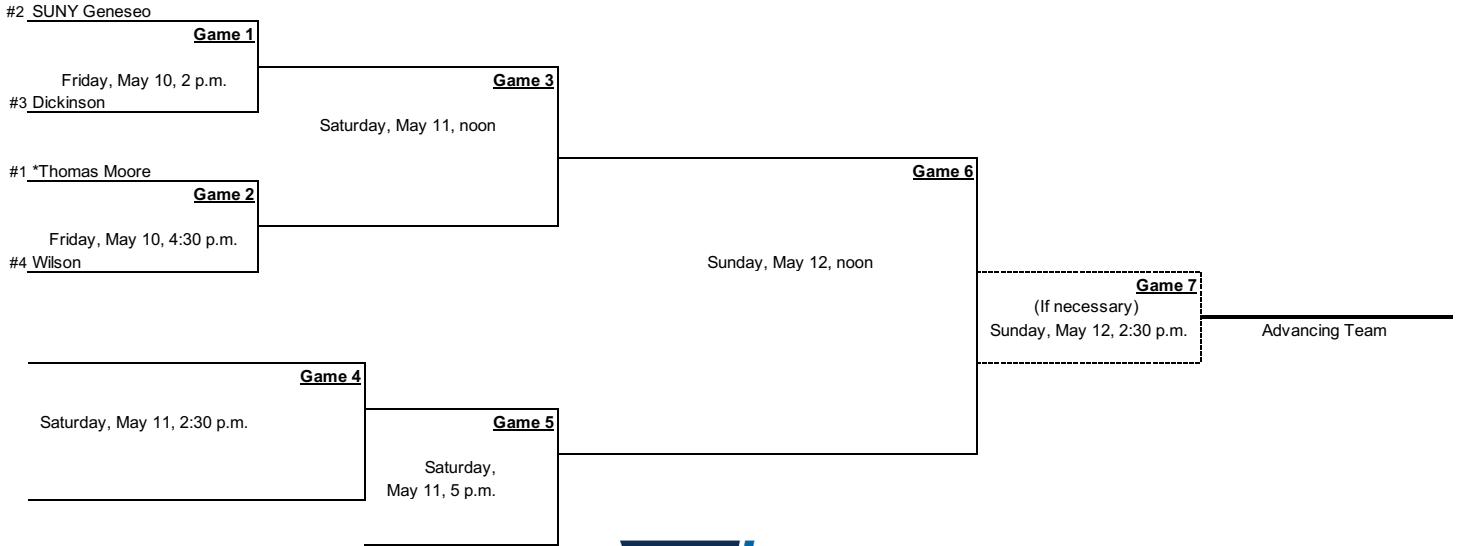 #2 SUNY Geneseo
Game 1
Friday, May 10, 2 p.m.
#3 Dickinson
Game 3
Saturday, May 11, noon
#1 *Thomas Moore
Game 2
Friday, May 10, 4:30 p.m.
#4 Wilson
Game 6
Sunday, May 12, noon
Game 7
(If necessary)
Sunday, May 12, 2:30 p.m.
Advancing Team
Game 4
Saturday, May 11, 2:30 p.m.
Game 5
Saturday,
May 11, 5 p.m.